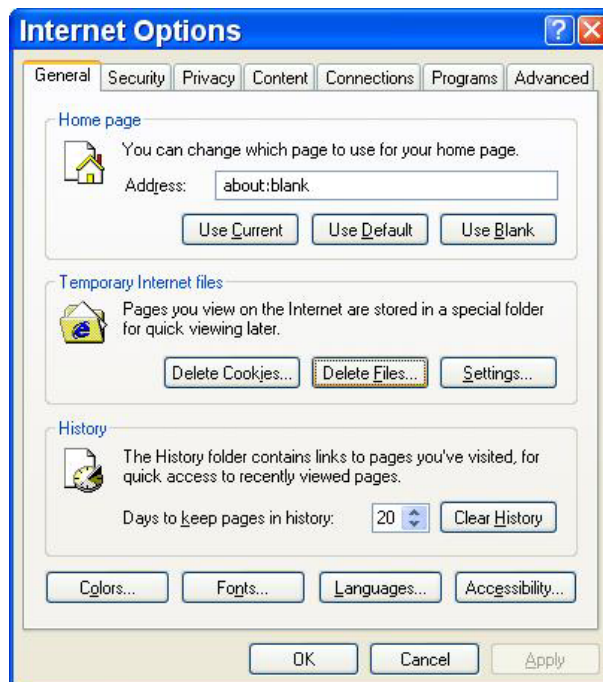 Internet Options
General Security Privacy Content Connections Programs Advanced
Home page
You can change which page to use for your home page.
Address: about:blank
Use Current Use Default Use Blank
Temporary Internet files
Pages you view on the Internet are stored in a special folder
for quick viewing later.
Delete Cookies... Delete Files... Settings...
History
The History folder contains links to pages you've visited, for
quick access to recently viewed pages.
Days to keep pages in history: 20 Clear History
Colors... Fonts... Languages... Accessibility...
OK Cancel Apply